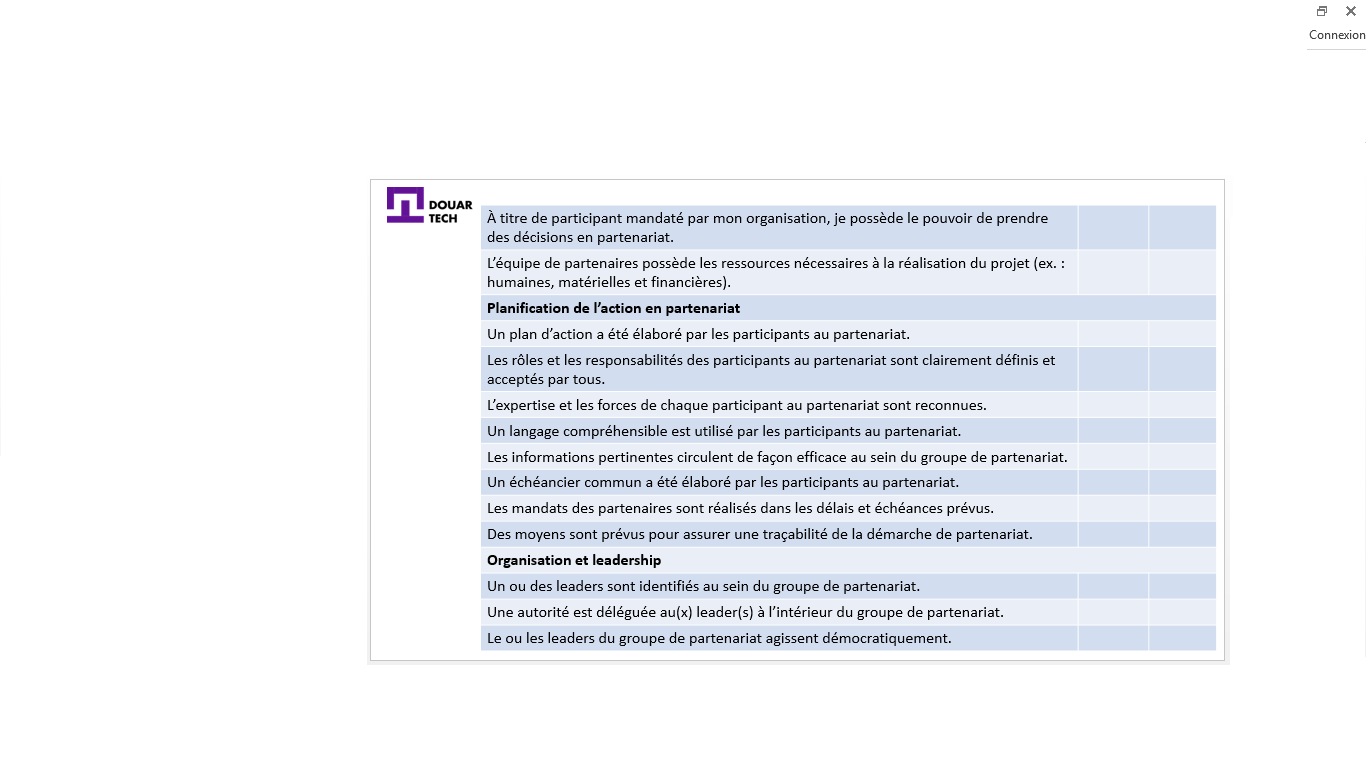 Connexion
DOUAR
TECH
À titre de participant mandaté par mon organisation, je possède le pouvoir de prendre
des décisions en partenariat.
L’équipe de partenaires possède les ressources nécessaires à la réalisation du projet (ex. :
humaines, matérielles et financières).
Planification de l’action en partenariat
Un plan d’action a été élaboré par les participants au partenariat.
Les rôles et les responsabilités des participants au partenariat sont clairement définis et
acceptés par tous.
L’expertise et les forces de chaque participant au partenariat sont reconnues.
Un langage compréhensible est utilisé par les participants au partenariat.
Les informations pertinentes circulent de façon efficace au sein du groupe de partenariat.
Un échéancier commun a été élaboré par les participants au partenariat.
Les mandats des partenaires sont réalisés dans les délais et échéances prévus.
Des moyens sont prévus pour assurer une traçabilité de la démarche de partenariat.
Organisation et leadership
Un ou des leaders sont identifiés au sein du groupe de partenariat.
Une autorité est déléguée au(x) leader(s) à l’intérieur du groupe de partenariat.
Le ou les leaders du groupe de partenariat agissent démocratiquement.